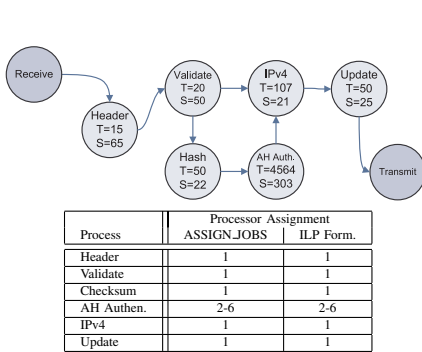 Receive
Header
T=15
S=65
Validate
T=20
S=50
IPv4
T=107
S=21
Update
T=50
S=25
Hash
T=50
S=22
AH Auth.
T=4564
S=303
Transmit
Processor Assignment
Process ASSIGN_JOBS ILP Form.
Header 1 1
Validate 1 1
Checksum 1 1
AH Authen. 2-6 2-6
IPv4 1 1
Update 1 1